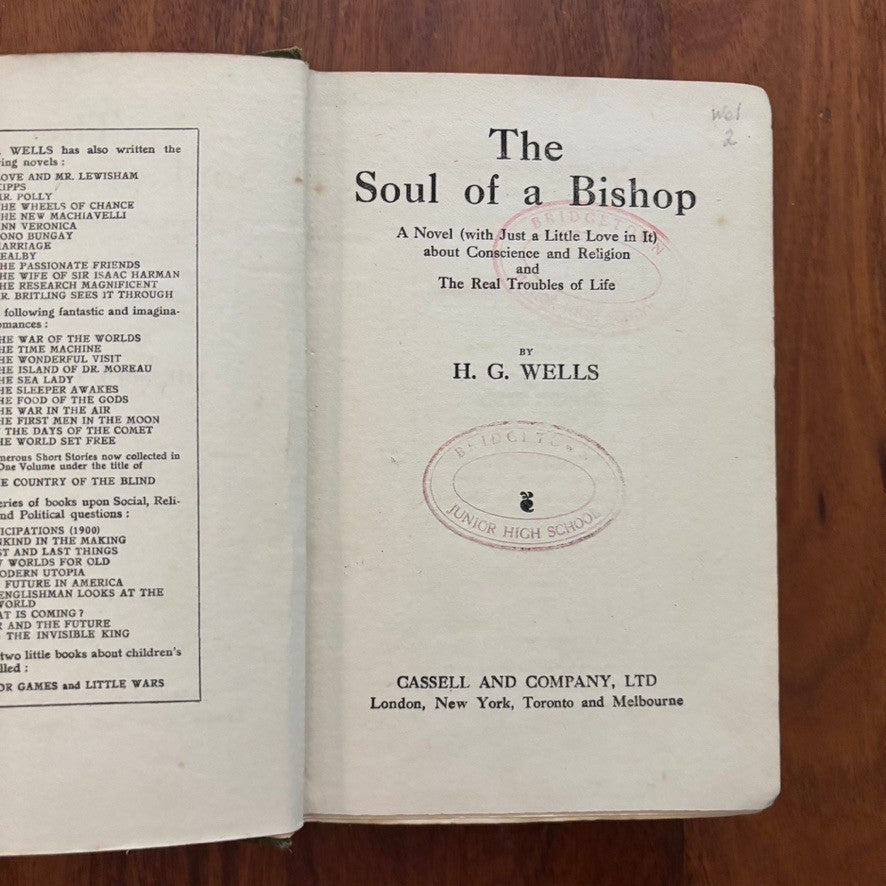 WELLS has also written the
ing novels :
OVE AND MR. LEWISHAM
IPPS
R. POLLY
HE WHEELS OF CHANCE
HE NEW MACHIAVELLI
NN VERONICA
ONO BUNGAY
ARRIAGE
EALBY
HE PASSIONATE FRIENDS
HE WIFE OF SIR ISAAC HARMAN
HE RESEARCH MAGNIFICENT
R. BRITLING SEES IT THROUGH
following fantastic and imagina-
omances :
HE WAR OF THE WORLDS
HE TIME MACHINE
HE WONDERFUL VISIT
HE ISLAND OF DR. MOREAU
HE SEA LADY
HE SLEEPER AWAKES
HE FOOD OF THE GODS
HE WAR IN THE AIR
HE FIRST MEN IN THE MOON
THE DAYS OF THE COMET
HE WORLD SET FREE
merous Short Stories now collected in
One Volume under the title of
E COUNTRY OF THE BLIND
eries of books upon Social, Reli-
nd Political questions :
ICIPATIONS (1900)
NKIND IN THE MAKING
ST AND LAST THINGS
W WORLDS FOR OLD
ODERN UTOPIA
FUTURE IN AMERICA
ENGLISHMAN LOOKS AT THE
WORLD
AT IS COMING?
R AND THE FUTURE
THE INVISIBLE KING
two little books about children's
lled :
OR GAMES and LITTLE WARS
Wel
2
The
Soul of a Bishop
A Novel (with Just a Little Love in It)
about Conscience and Religion
and
The Real Troubles of Life
BRIDGETOWN
BY
H. G. WELLS
BRIDGETOWN
JUNIOR HIGH SCHOOL
CASSELL AND COMPANY, LTD
London, New York, Toronto and Melbourne